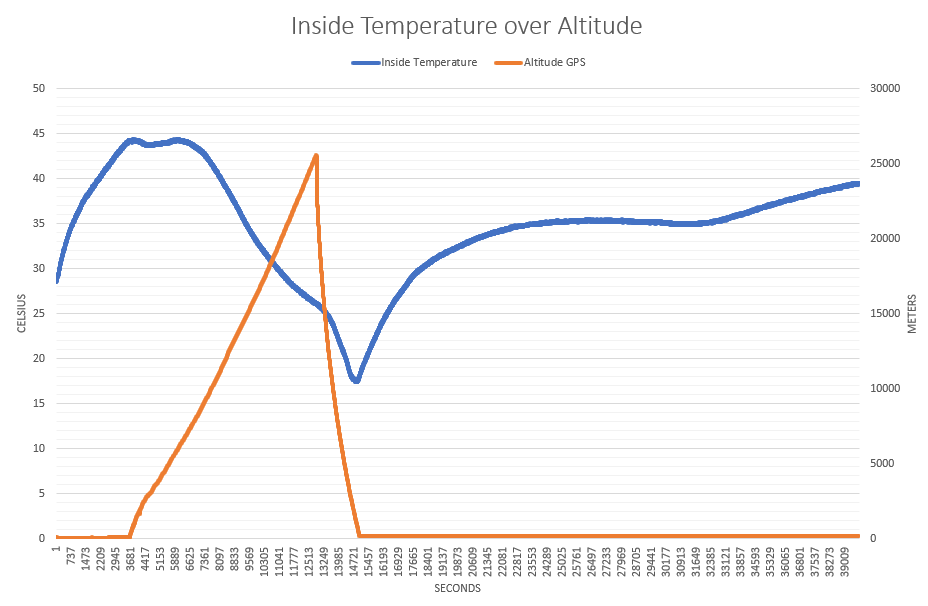 Inside Temperature over Altitude
Inside Temperature Altitude GPS
50 30000
45
40 25000
35
30 20000
25 15000
20
15 10000
10
5 5000
0 0
CELSIUS
METERS
1 737 1473 2209 2945 3681 4417 5153 5889 6625 7361 8097 8833 9569 10305 11041 11777 12513 13249 13985 14721 15457 16193 16929 17665 18401 19137 19873 20609 21345 22081 22817 23553 24289 25025 25761 26497 27233 27969 28705 29441 30177 30913 31649 32385 33121 33857 34593 35329 36065 36801 37537 38273 39009
SECONDS